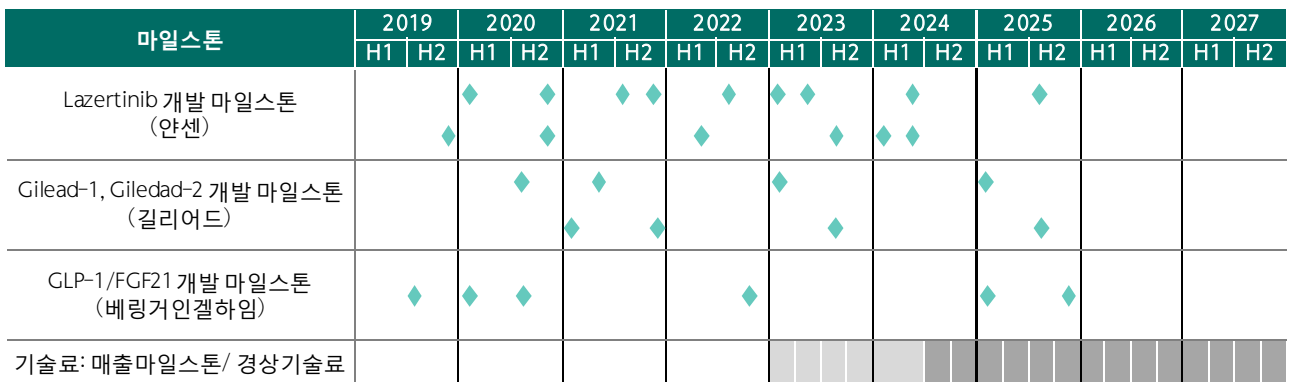 마일스톤 2019 2020 2021 2022 2023 2024 2025 2026 2027
H1 H2 H1 H2 H1 H2 H1 H2 H1 H2 H1 H2 H1 H2 H1 H2 H1 H2
Lazertinib 개발 마일스톤
(얀센)
Gilead-1, Giledad-2 개발 마일스톤
(길리어드)
GLP-1/FGF21 개발 마일스톤
(베링거인겔하임)
기술료: 매출마일스톤/ 경상기술료